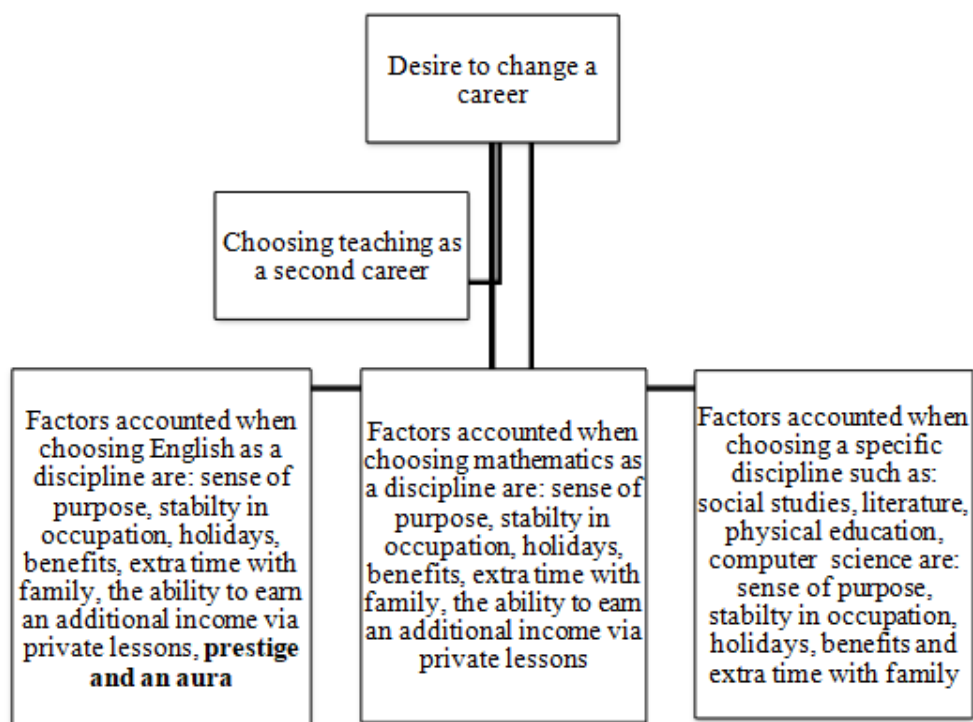 Desire to change a
career
Choosing teaching as
a second career
Factors accounted when
choosing English as a
discipline are: sense of
purpose, stabilty in
occupation, holidays,
benefits, extra time with
family, the ability to earn
an additional income via
private lessons, prestige
and an aura
Factors accounted when
choosing mathematics as
a discipline are: sense of
purpose, stabilty in
occupation, holidays,
benefits, extra time with
family, the ability to earn
an additional income via
private lessons
Factors accounted when
choosing a specific
discipline such as:
social studies, literature,
physical education,
computer science are:
sense of purpose,
stabilty in occupation,
holidays, benefits and
extra time with family